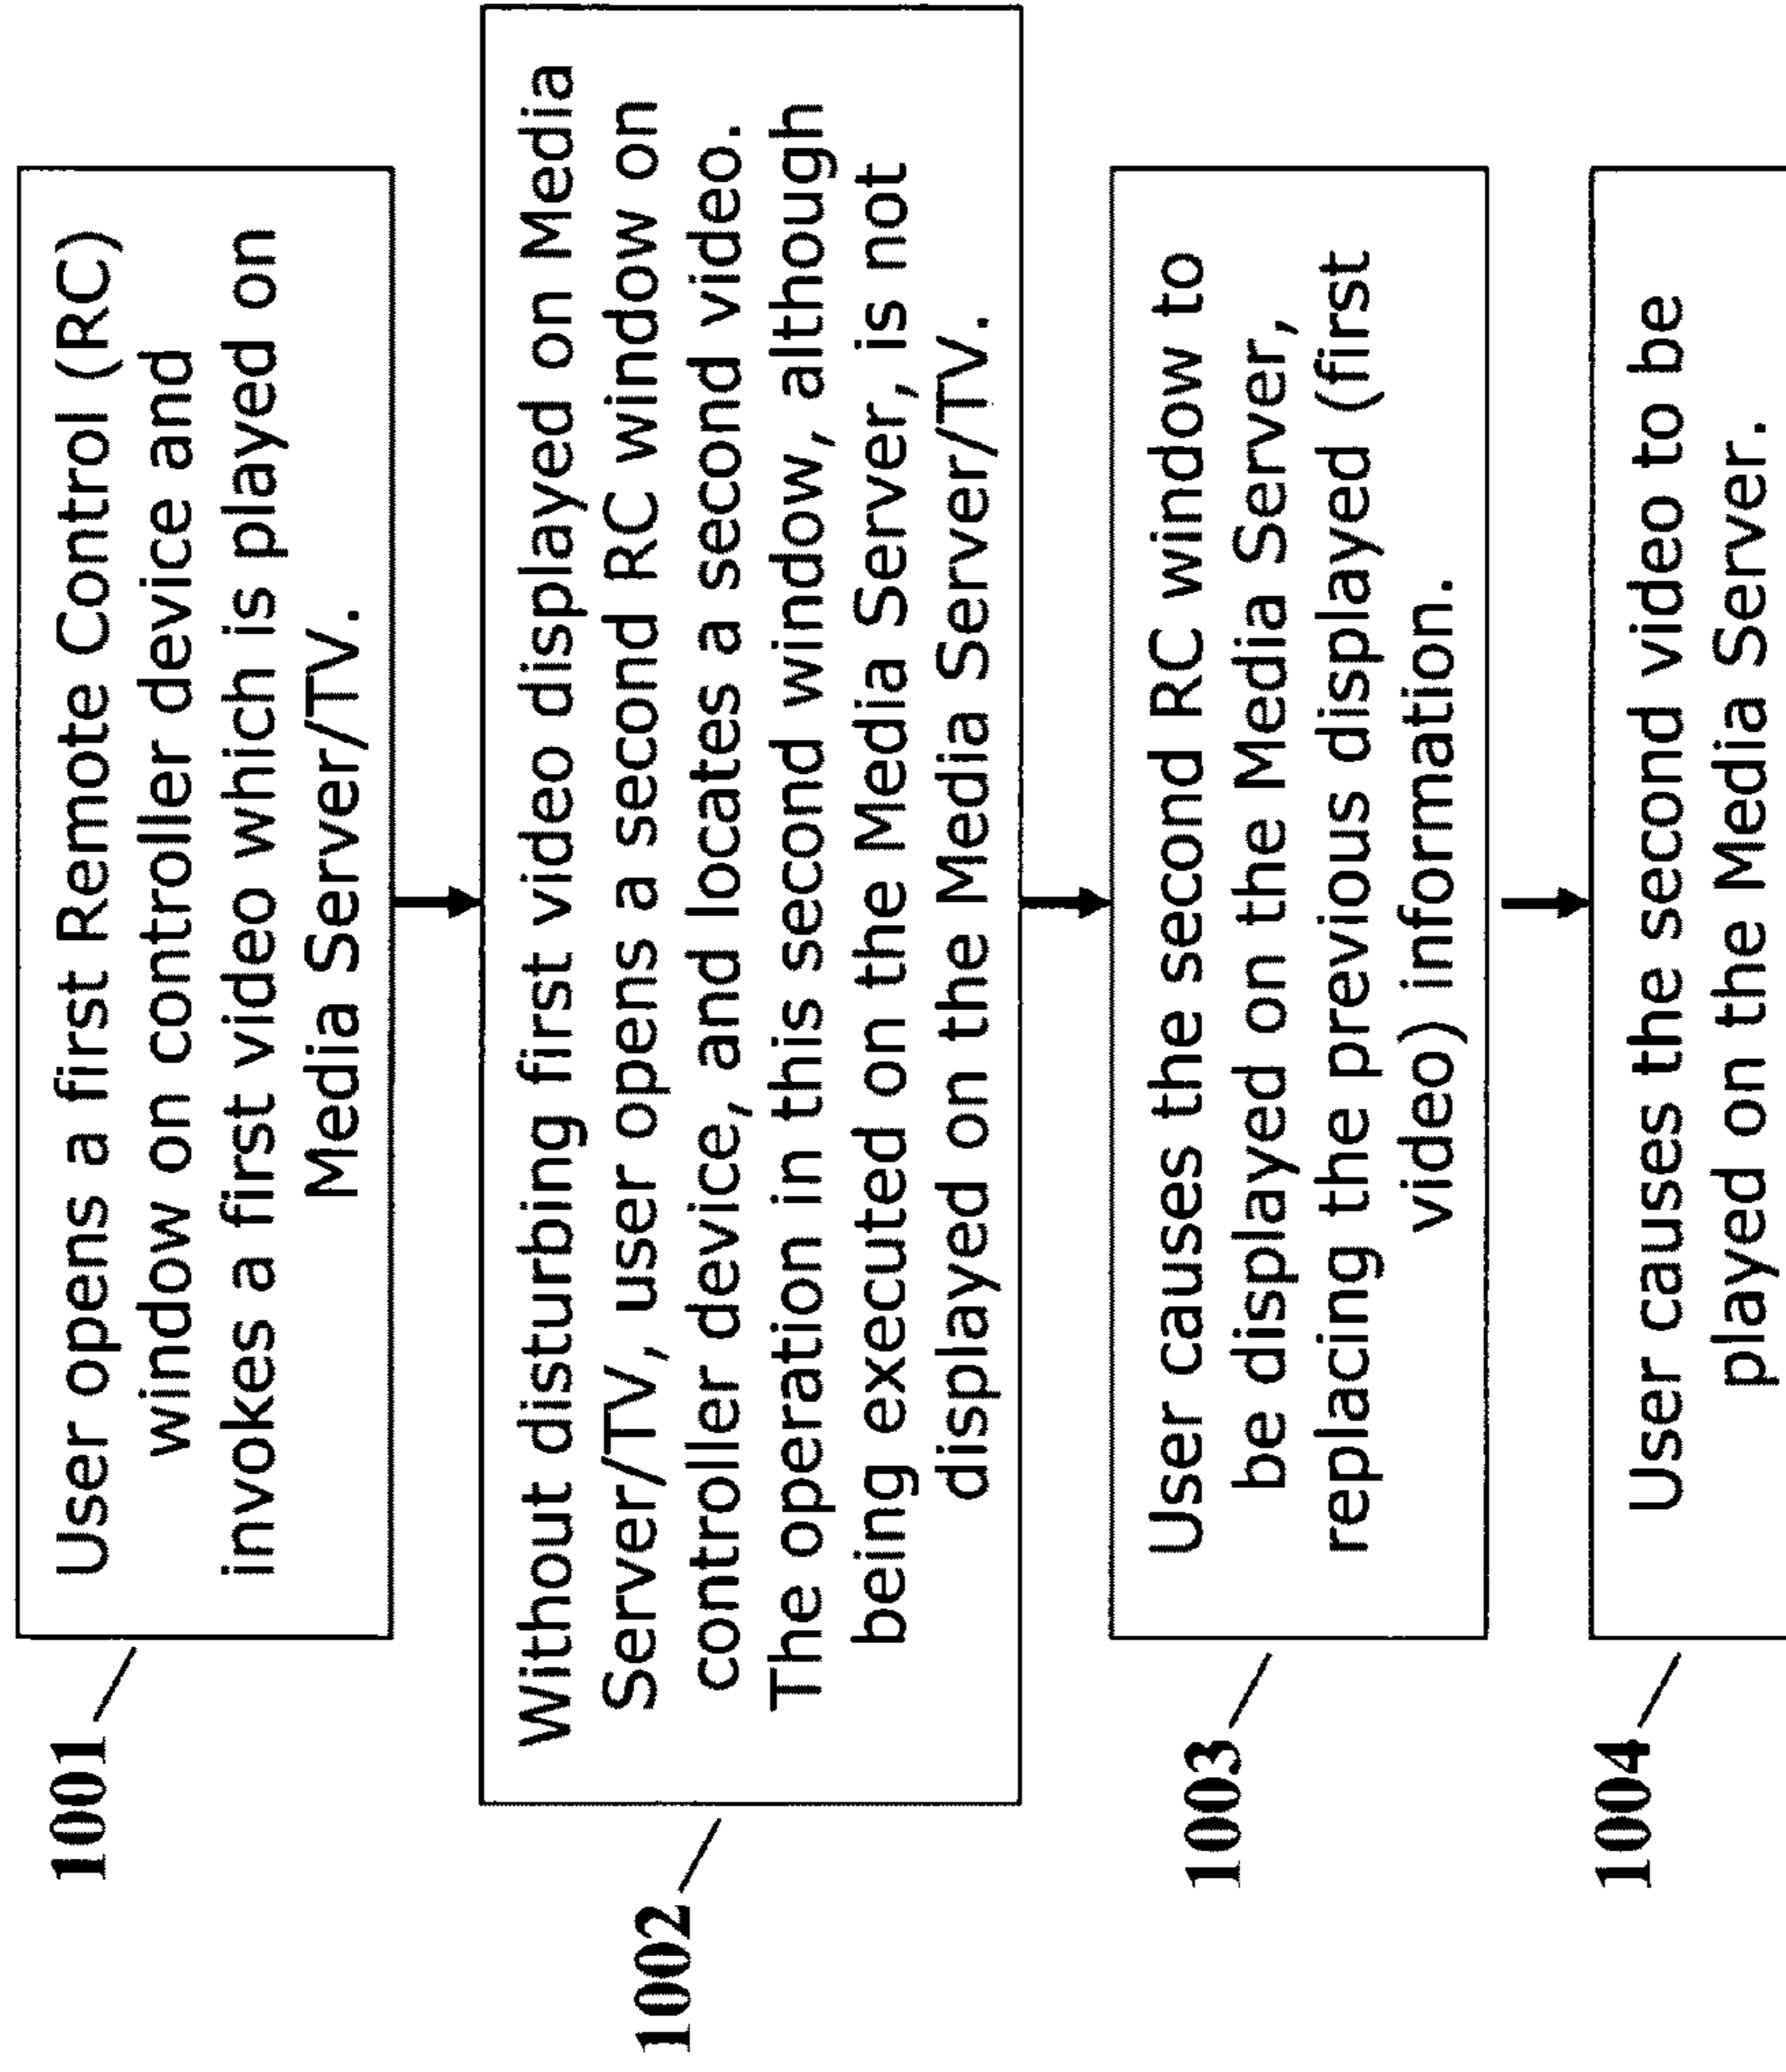 1001
User opens a first Remote Control (RC)
window on controller device and
invokes a first video which is played on
Media Server/TV.
1002
Without disturbing first video displayed on Media
Server/TV, user opens a second RC window on
controller device, and locates a second video.
The operation in this second window, although
being executed on the Media Server, is not
displayed on the Media Server/TV.
1003
User causes the second RC window to
be displayed on the Media Server,
replacing the previous displayed (first
video) information.
1004
User causes the second video to be
played on the Media Server.